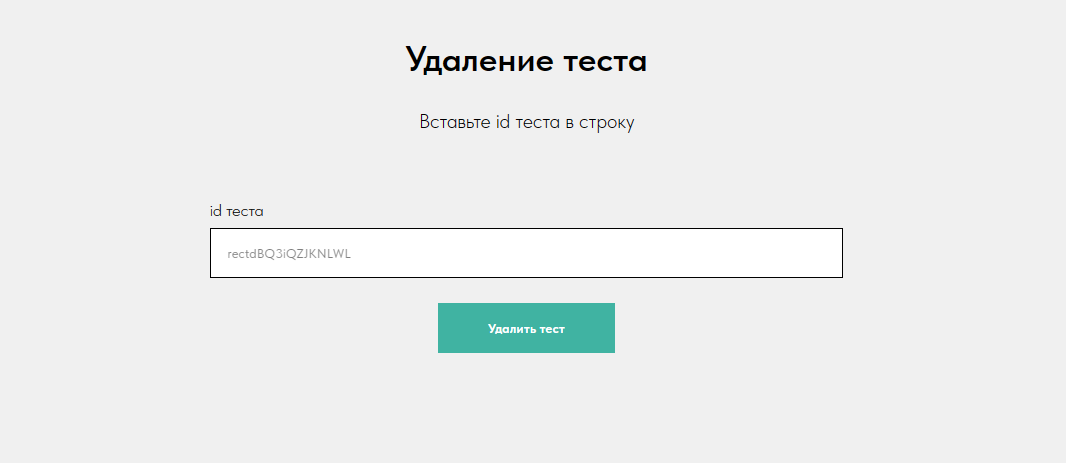 Удаление теста
Вставьте id теста в строку
id теста
rectdBQ3iQZJKNLWL
Удалить тест